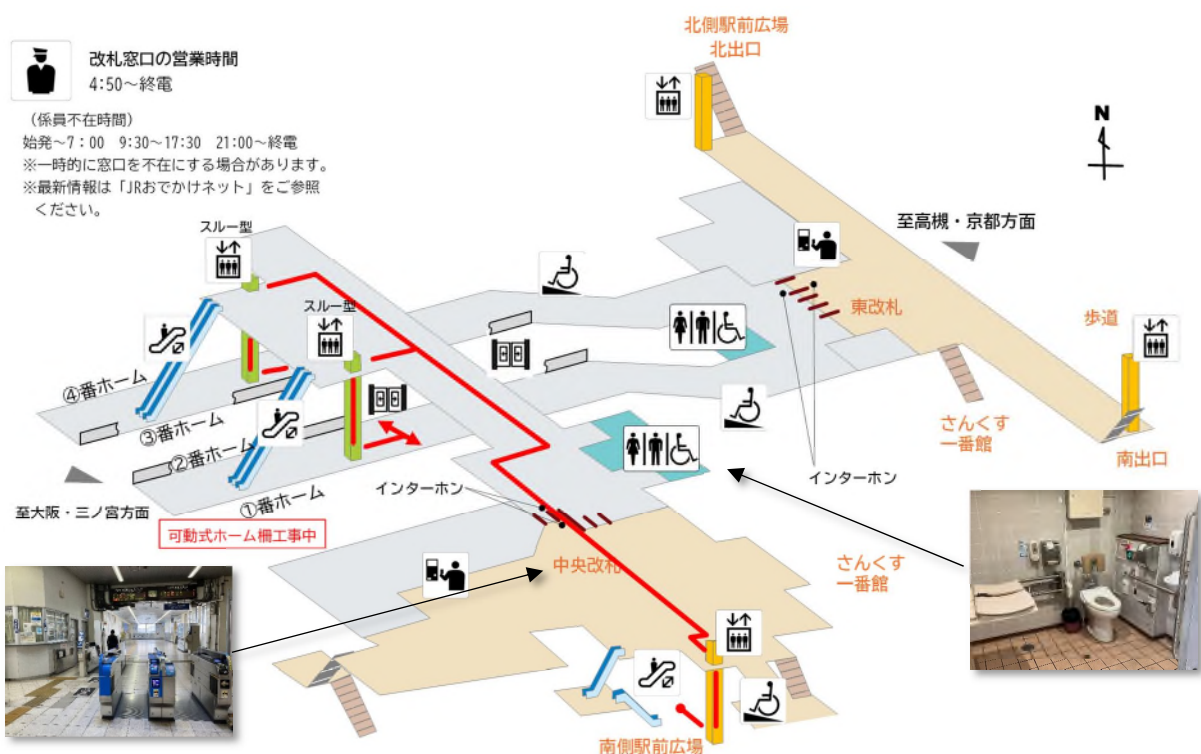 改札窓口の営業時間
4:50～終電
（係員不在時間）
始発～7：00　9:30～17:30　21:00～終電
※一時的に窓口を不在にする場合があります。
※最新情報は「JRおでかけネット」をご参照
ください。
北側駅前広場
北出口
N
至高槻・京都方面
スルー型
スルー型
東改札
歩道
④番ホーム
③番ホーム
②番ホーム
①番ホーム
さんくす
一番館
南出口
インターホン
インターホン
至大阪・三ノ宮方面
可動式ホーム柵工事中
中央改札
さんくす
一番館
南側駅前広場